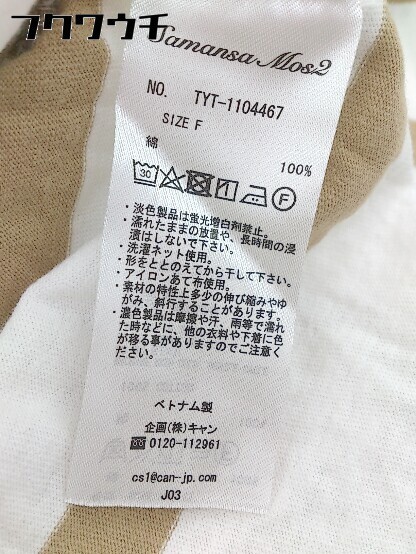 フクワウチ
Samansa Mos2
NO. TYT-1104467
SIZE F
綿 100%
30
F
・淡色製品は蛍光増白剤禁止。
・濡れたままの放置や、長時間の浸
漬はしないで下さい。
・洗濯ネット使用。
・形をととのえてから干して下さい。
・アイロンあて布使用。
・素材の特性上多少の伸び縮みやゆ
がみ、斜行することがあります。
・濃色製品は摩擦や汗、雨等で濡れ
た時などに、他の衣料や下着に色
が移る事がありますのでご注意く
ださい。
ベトナム製
企画(株)キャン
0120-112961
cs1@can-jp.com
J03